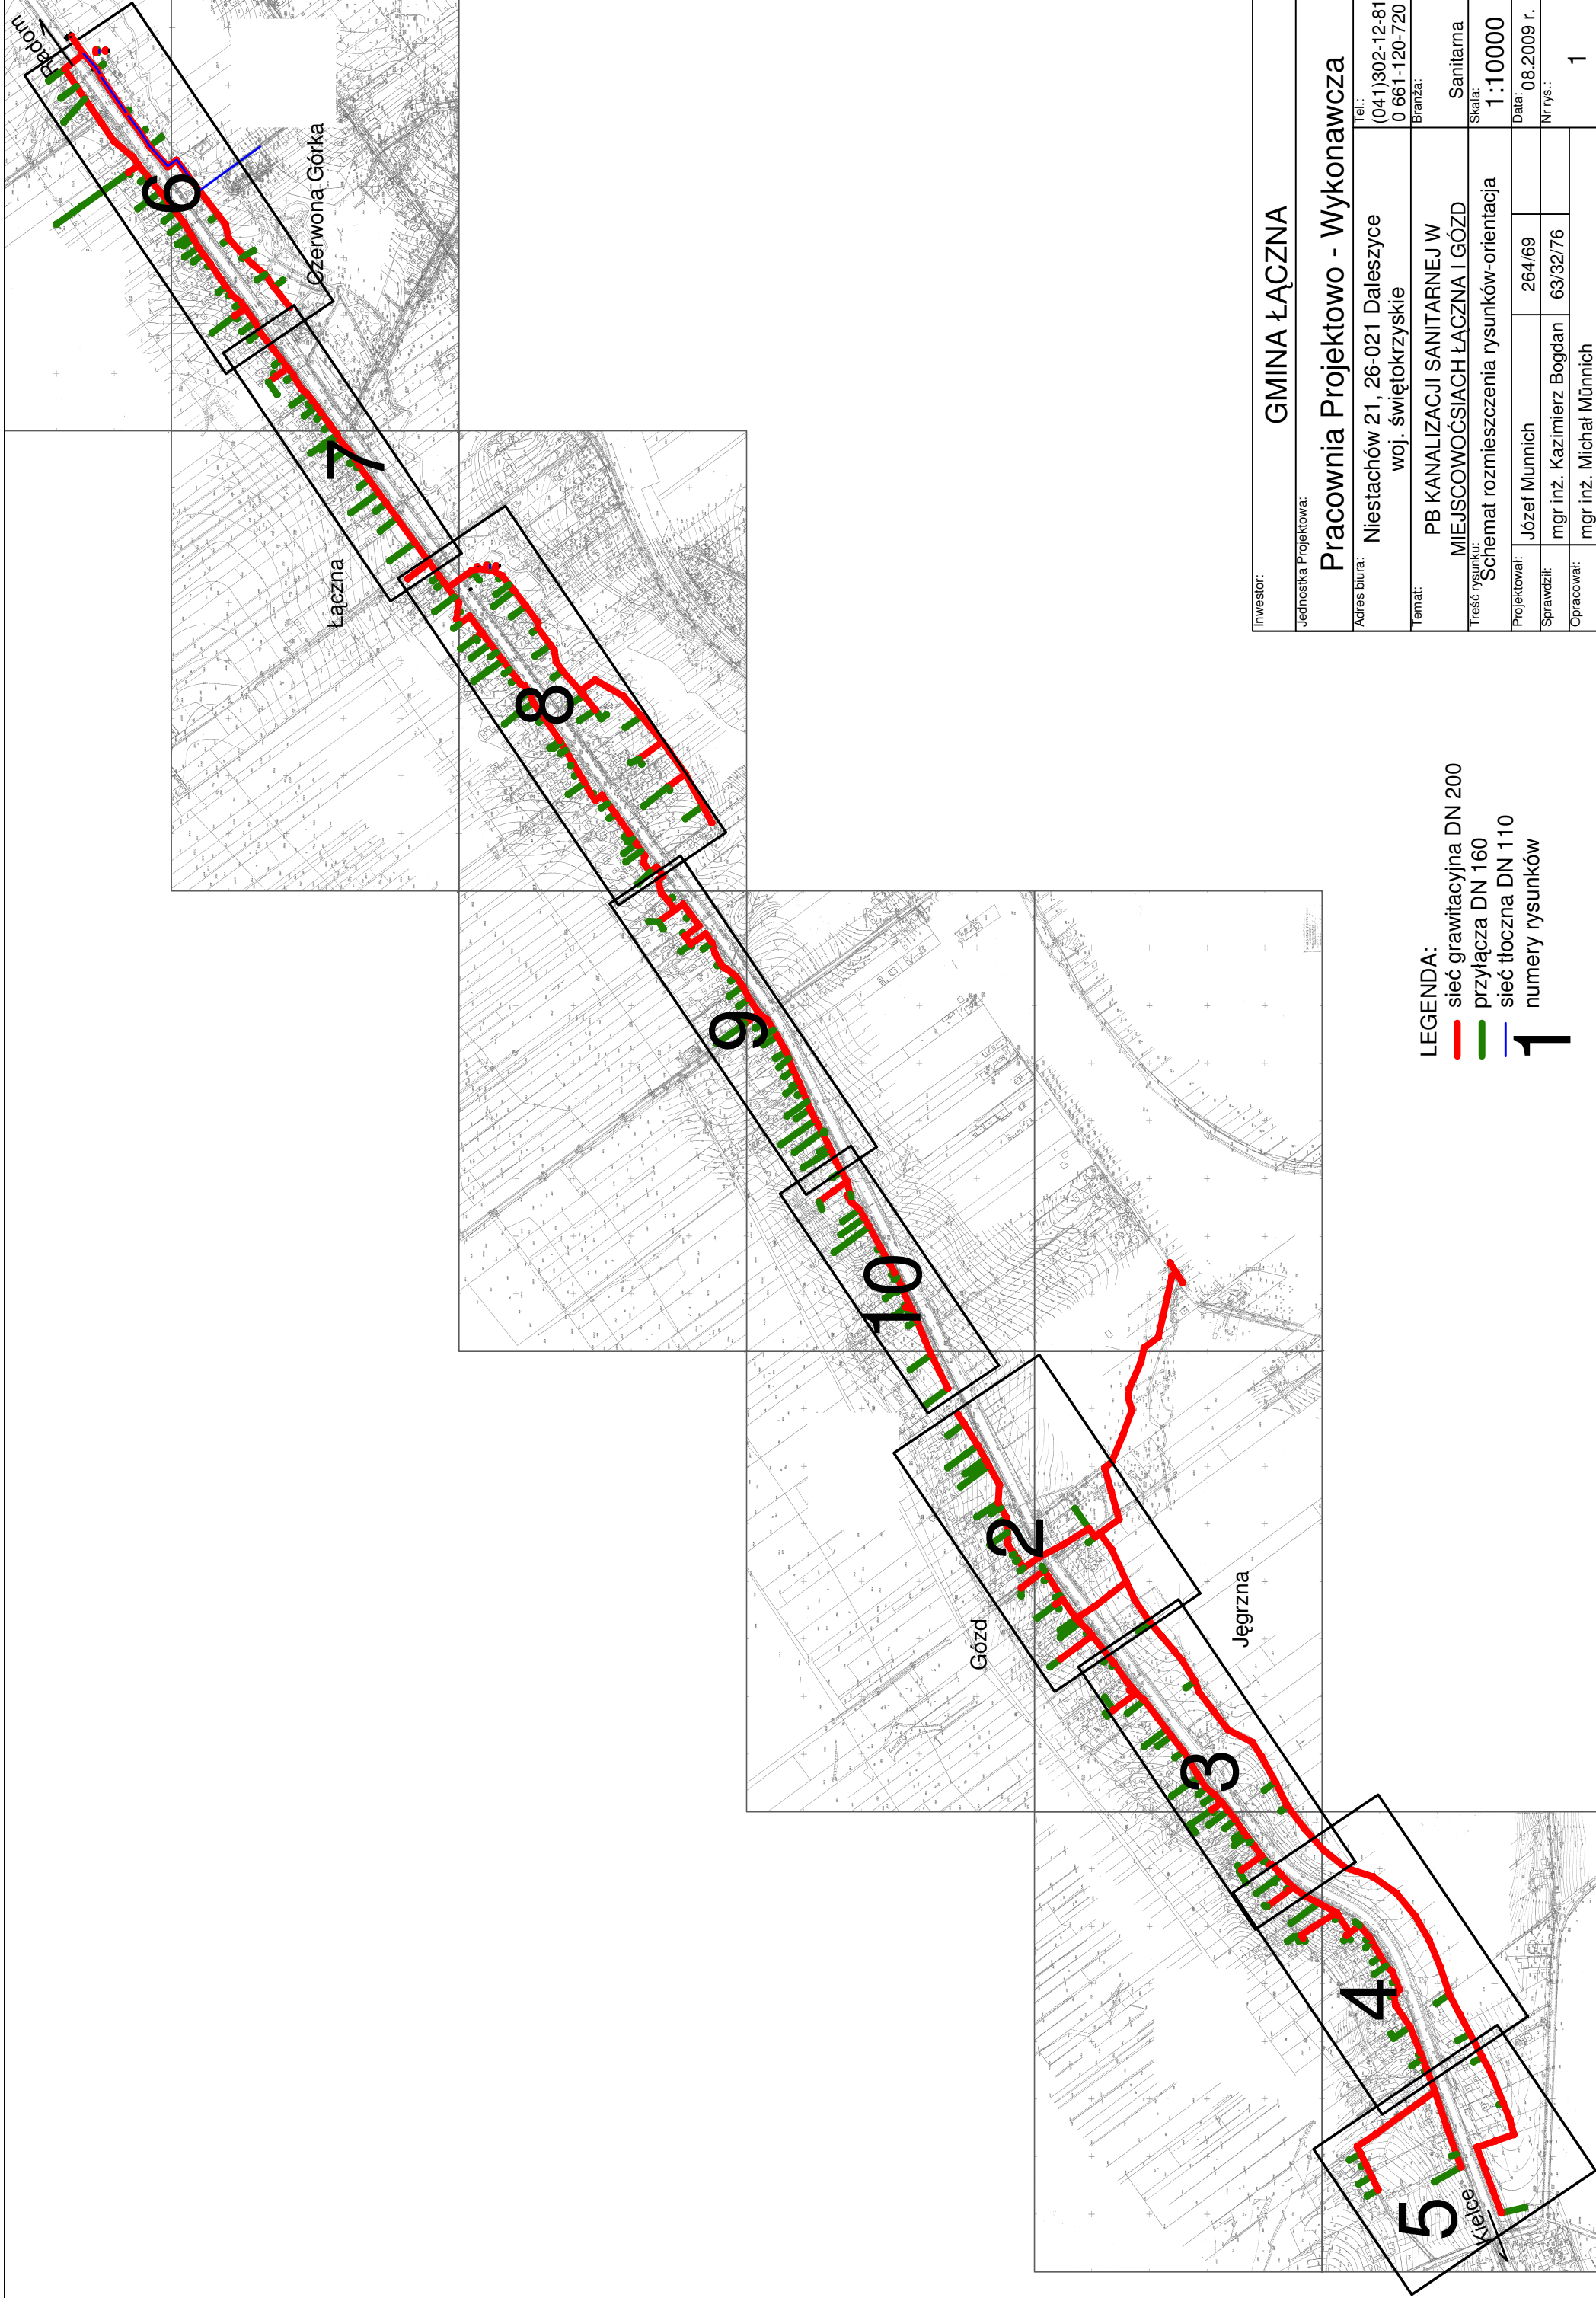 Radom
6
Czerwona Górka
7
Łączna
8
9
10
2
Gózd
Jęgrzna
3
4
5
Kielce
LEGENDA:
sieć grawitacyjna DN 200
przyłącza DN 160
sieć tłoczna DN 110
1 numery rysunków
Inwestor:
GMINA ŁĄCZNA
Jednostka Projektowa:
Pracownia Projektowo - Wykonawcza
Adres biura: Niestachów 21, 26-021 Daleszyce
woj. świętokrzyskie
Tel.:
(041)302-12-81
0 661-120-720
Temat:
PB KANALIZACJI SANITARNEJ W
MIEJSCOWOĆSIACH ŁĄCZNA I GÓZD
Branża:
Sanitarna
Treść rysunku:
Schemat rozmieszczenia rysunków-orientacja
Skala:
1:10000
Projektował: Józef Munnich 264/69
Data: 08.2009 r.
Sprawdził: mgr inż. Kazimierz Bogdan 63/32/76
Nr rys.:
1
Opracował: mgr inż. Michał Münnich